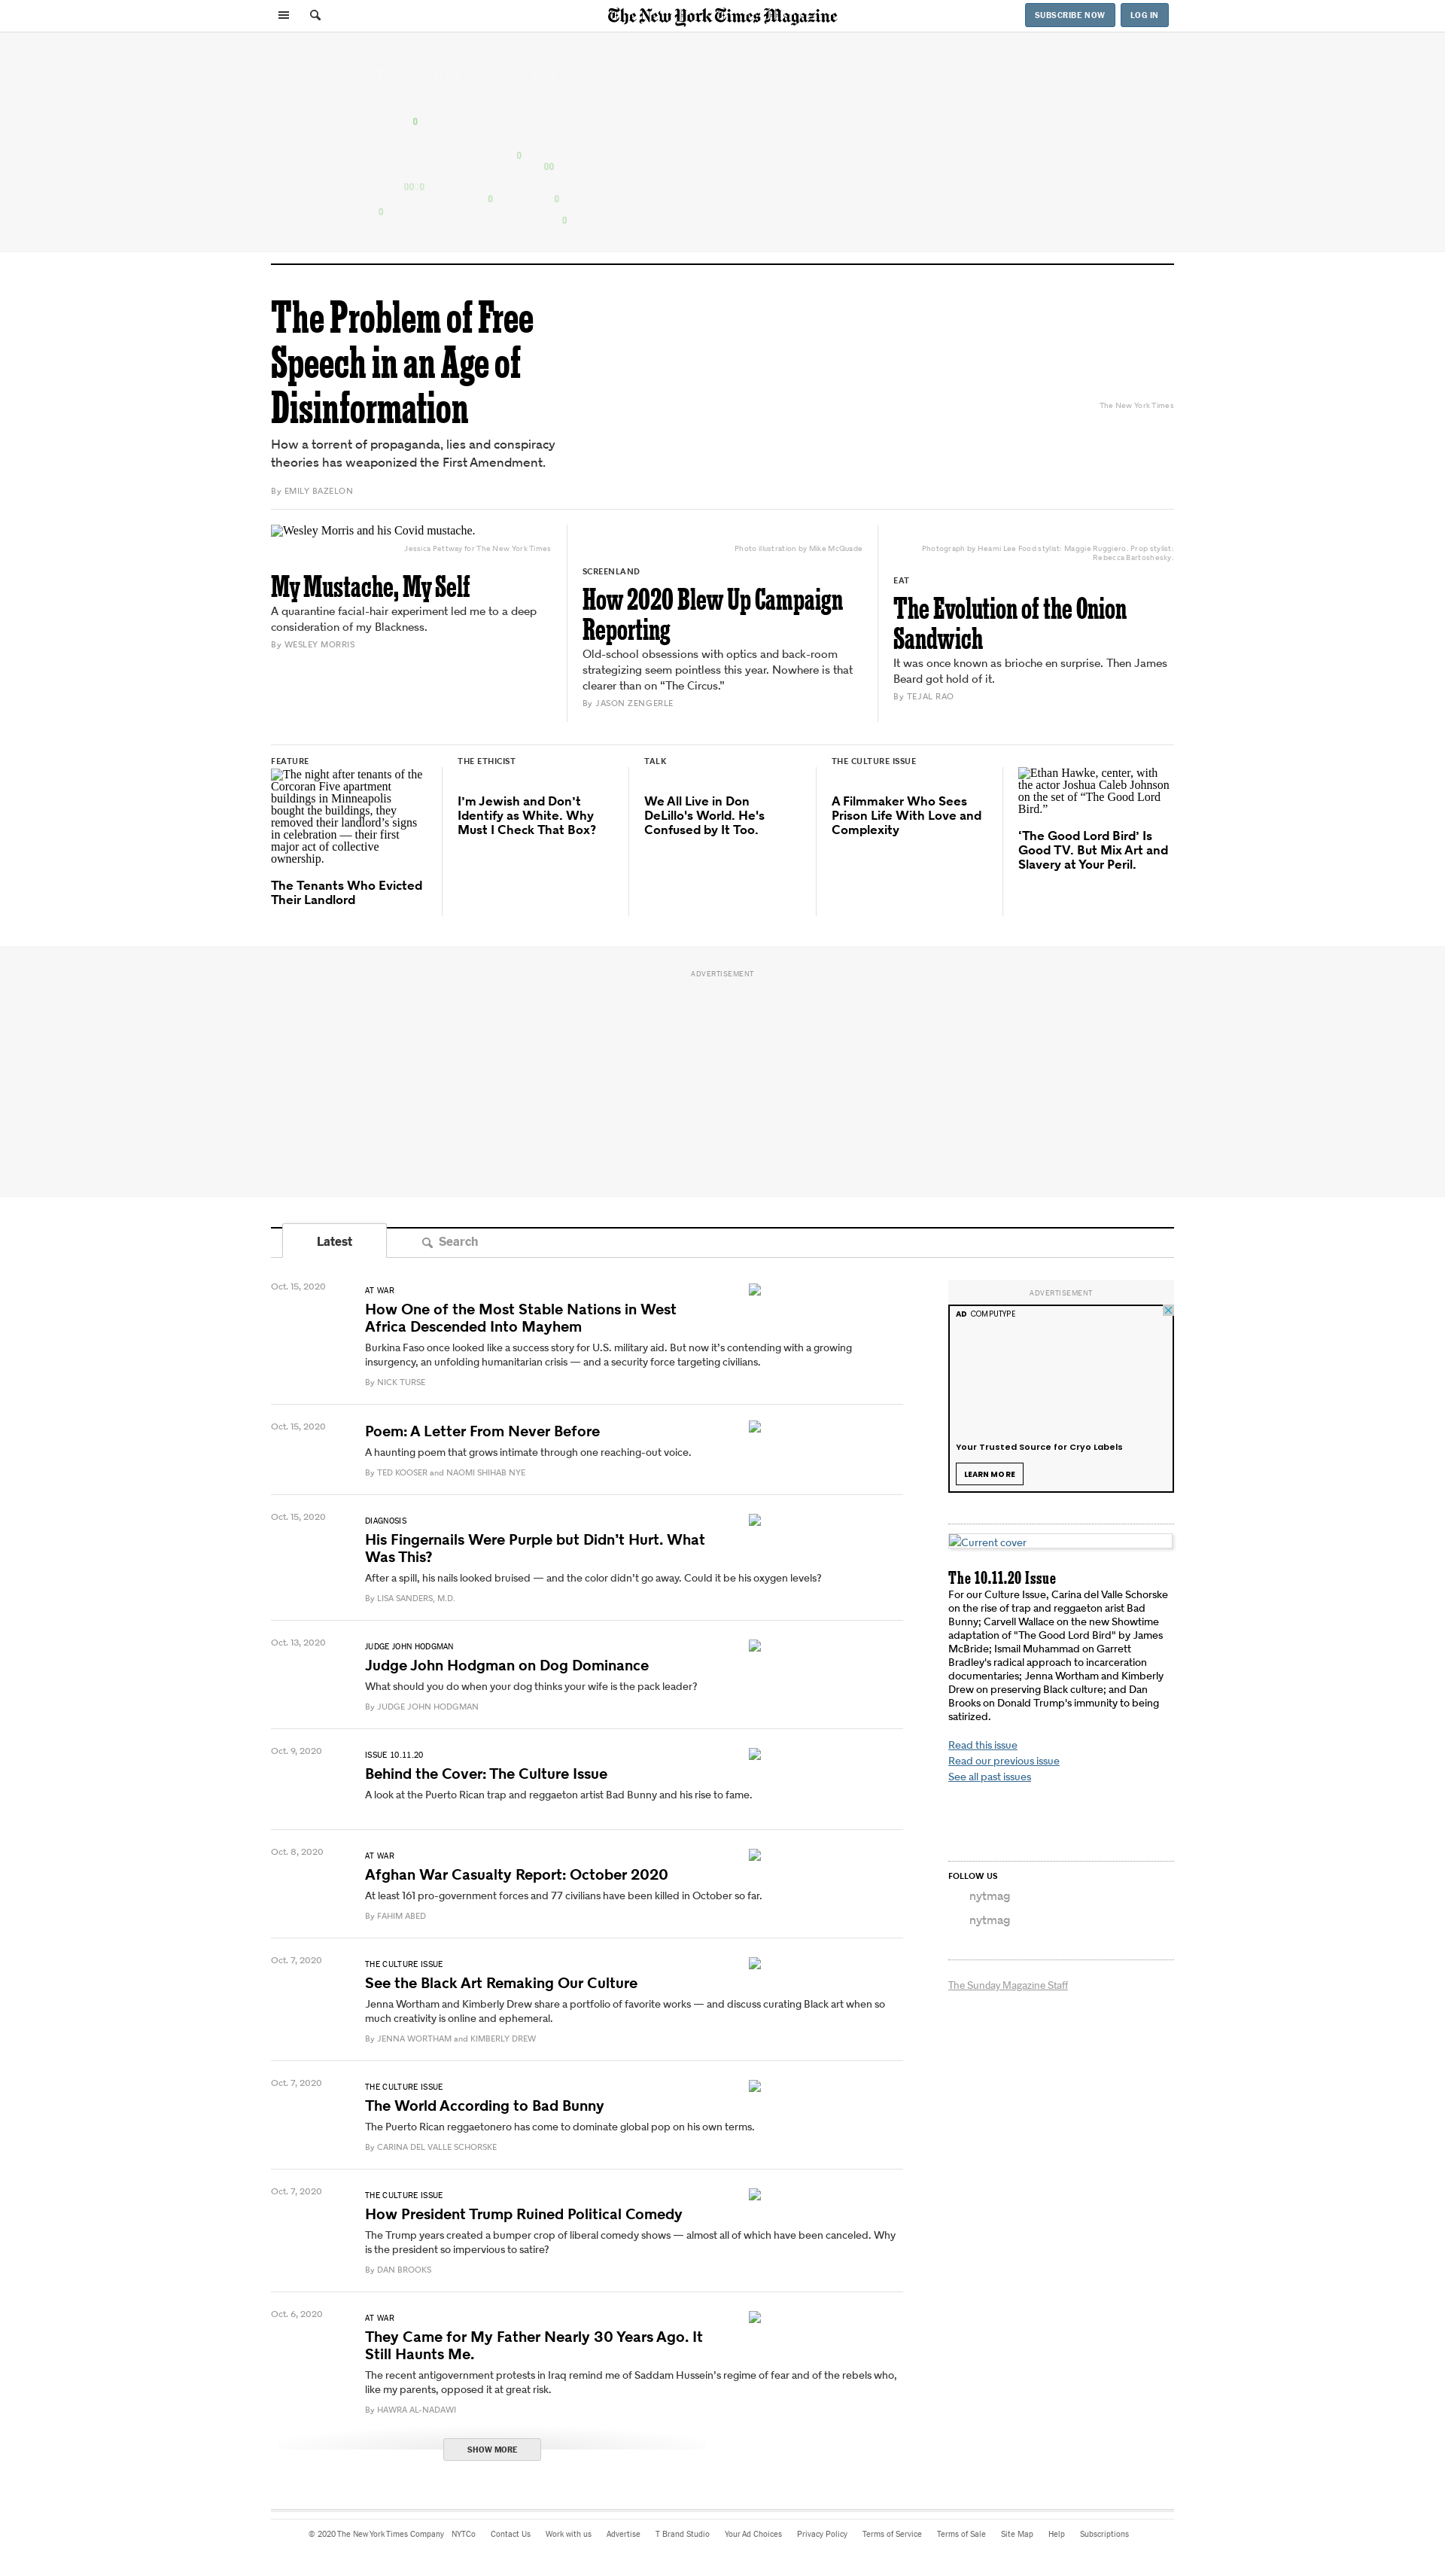 The New York Times Magazine
SUBSCRIBE NOW
LOG IN
0
0
00
00 0
0
0
0
0
The Problem of Free
Speech in an Age of
Disinformation
How a torrent of propaganda, lies and conspiracy
theories has weaponized the First Amendment.
By EMILY BAZELON
The New York Times
Wesley Morris and his Covid mustache.
Jessica Pettway for The New York Times
My Mustache, My Self
A quarantine facial-hair experiment led me to a deep
consideration of my Blackness.
By WESLEY MORRIS
Photo illustration by Mike McQuade
SCREENLAND
How 2020 Blew Up Campaign
Reporting
Old-school obsessions with optics and back-room
strategizing seem pointless this year. Nowhere is that
clearer than on “The Circus.”
By JASON ZENGERLE
Photograph by Heami Lee Food stylist: Maggie Ruggiero. Prop stylist:
Rebecca Bartoshesky.
EAT
The Evolution of the Onion
Sandwich
It was once known as brioche en surprise. Then James
Beard got hold of it.
By TEJAL RAO
FEATURE
The night after tenants of the
Corcoran Five apartment
buildings in Minneapolis
bought the buildings, they
removed their landlord’s signs
in celebration — their first
major act of collective
ownership.
The Tenants Who Evicted
Their Landlord
THE ETHICIST
I’m Jewish and Don’t
Identify as White. Why
Must I Check That Box?
TALK
We All Live in Don
DeLillo's World. He's
Confused by It Too.
THE CULTURE ISSUE
A Filmmaker Who Sees
Prison Life With Love and
Complexity
Ethan Hawke, center, with
the actor Joshua Caleb Johnson
on the set of “The Good Lord
Bird.”
‘The Good Lord Bird’ Is
Good TV. But Mix Art and
Slavery at Your Peril.
ADVERTISEMENT
Latest
Search
Oct. 15, 2020
AT WAR
How One of the Most Stable Nations in West
Africa Descended Into Mayhem
Burkina Faso once looked like a success story for U.S. military aid. But now it’s contending with a growing
insurgency, an unfolding humanitarian crisis — and a security force targeting civilians.
By NICK TURSE
Oct. 15, 2020
Poem: A Letter From Never Before
A haunting poem that grows intimate through one reaching-out voice.
By TED KOOSER and NAOMI SHIHAB NYE
Oct. 15, 2020
DIAGNOSIS
His Fingernails Were Purple but Didn’t Hurt. What
Was This?
After a spill, his nails looked bruised — and the color didn’t go away. Could it be his oxygen levels?
By LISA SANDERS, M.D.
Oct. 13, 2020
JUDGE JOHN HODGMAN
Judge John Hodgman on Dog Dominance
What should you do when your dog thinks your wife is the pack leader?
By JUDGE JOHN HODGMAN
Oct. 9, 2020
ISSUE 10.11.20
Behind the Cover: The Culture Issue
A look at the Puerto Rican trap and reggaeton artist Bad Bunny and his rise to fame.
Oct. 8, 2020
AT WAR
Afghan War Casualty Report: October 2020
At least 161 pro-government forces and 77 civilians have been killed in October so far.
By FAHIM ABED
Oct. 7, 2020
THE CULTURE ISSUE
See the Black Art Remaking Our Culture
Jenna Wortham and Kimberly Drew share a portfolio of favorite works — and discuss curating Black art when so
much creativity is online and ephemeral.
By JENNA WORTHAM and KIMBERLY DREW
Oct. 7, 2020
THE CULTURE ISSUE
The World According to Bad Bunny
The Puerto Rican reggaetonero has come to dominate global pop on his own terms.
By CARINA DEL VALLE SCHORSKE
Oct. 7, 2020
THE CULTURE ISSUE
How President Trump Ruined Political Comedy
The Trump years created a bumper crop of liberal comedy shows — almost all of which have been canceled. Why
is the president so impervious to satire?
By DAN BROOKS
Oct. 6, 2020
AT WAR
They Came for My Father Nearly 30 Years Ago. It
Still Haunts Me.
The recent antigovernment protests in Iraq remind me of Saddam Hussein’s regime of fear and of the rebels who,
like my parents, opposed it at great risk.
By HAWRA AL-NADAWI
SHOW MORE
ADVERTISEMENT
AD COMPUTYPE
Your Trusted Source for Cryo Labels
LEARN MORE
Current cover
The 10.11.20 Issue
For our Culture Issue, Carina del Valle Schorske
on the rise of trap and reggaeton arist Bad
Bunny; Carvell Wallace on the new Showtime
adaptation of "The Good Lord Bird" by James
McBride; Ismail Muhammad on Garrett
Bradley's radical approach to incarceration
documentaries; Jenna Wortham and Kimberly
Drew on preserving Black culture; and Dan
Brooks on Donald Trump's immunity to being
satirized.
Read this issue
Read our previous issue
See all past issues
FOLLOW US
nytmag
nytmag
The Sunday Magazine Staff
© 2020 The New York Times Company NYTCo Contact Us Work with us Advertise T Brand Studio Your Ad Choices Privacy Policy Terms of Service Terms of Sale Site Map Help Subscriptions